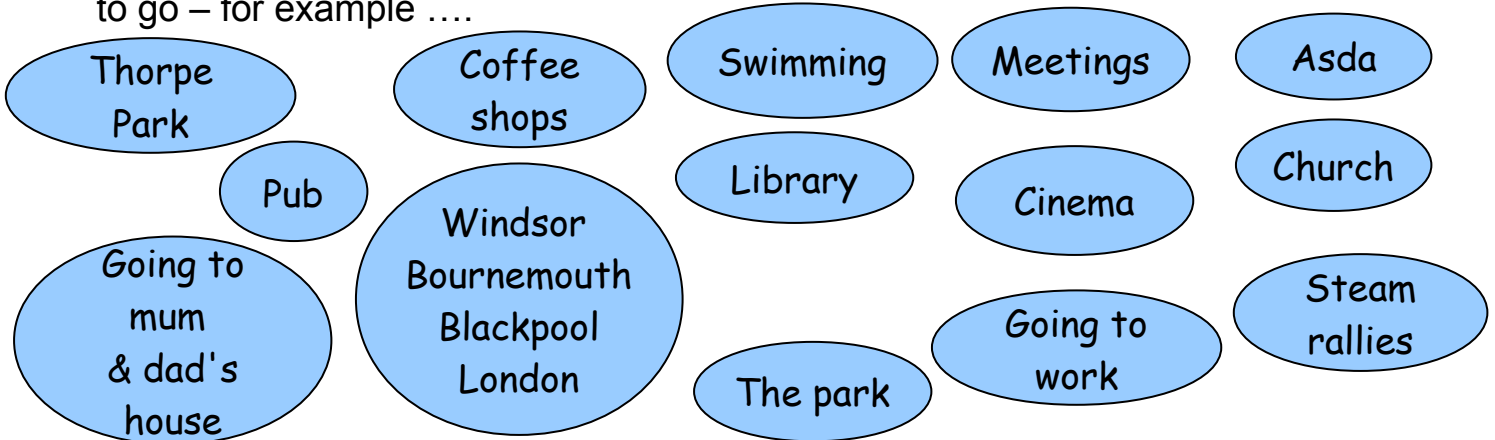 to go – for example ….
Thorpe
Park
Coffee
shops
Swimming
Meetings
Asda
Pub
Library
Cinema
Church
Going to
mum
& dad's
house
Windsor
Bournemouth
Blackpool
London
The park
Going to
work
Steam
rallies